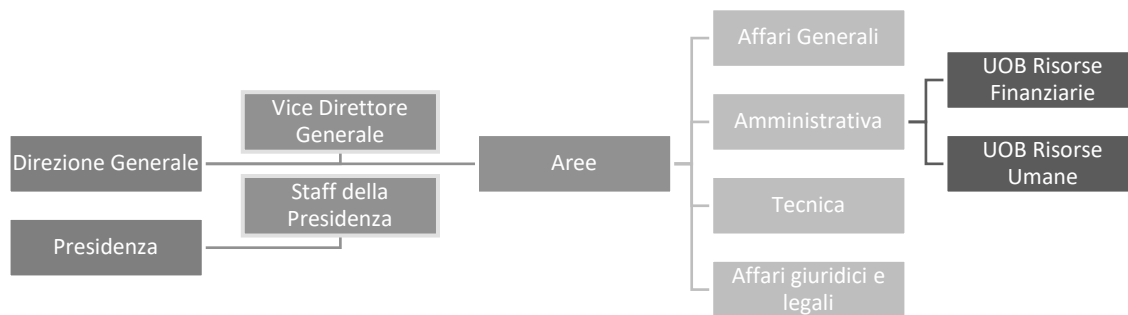 Direzione Generale
Vice Direttore
Generale
Staff della
Presidenza
Presidenza
Aree
Affari Generali
Amministrativa
Tecnica
Affari giuridici e
legali
UOB Risorse
Finanziarie
UOB Risorse
Umane